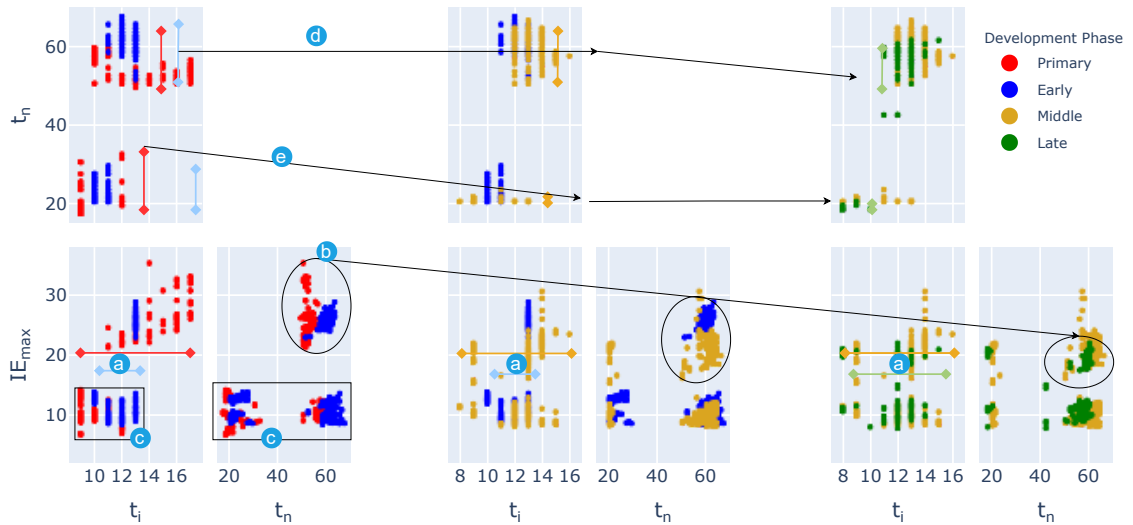 Development Phase
Primary
Early
Middle
Late
d
e
b
a
a
a
c
c
t_n
60
40
20
IE_max
30
20
10
10 12 14 16
20 40 60
8 10 12 14 16
20 40 60
8 10 12 14 16
20 40 60
t_i
t_n
t_i
t_n
t_i
t_n